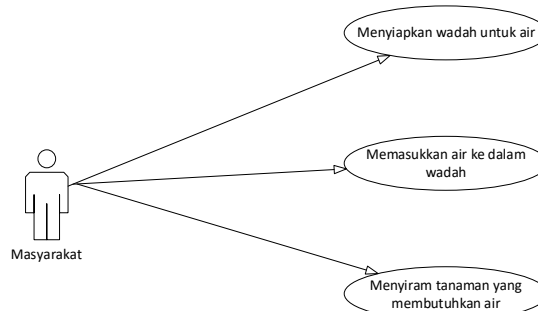 Menyiapkan wadah untuk air
Memasukkan air ke dalam
wadah
Masyarakat
Menyiram tanaman yang
membutuhkan air